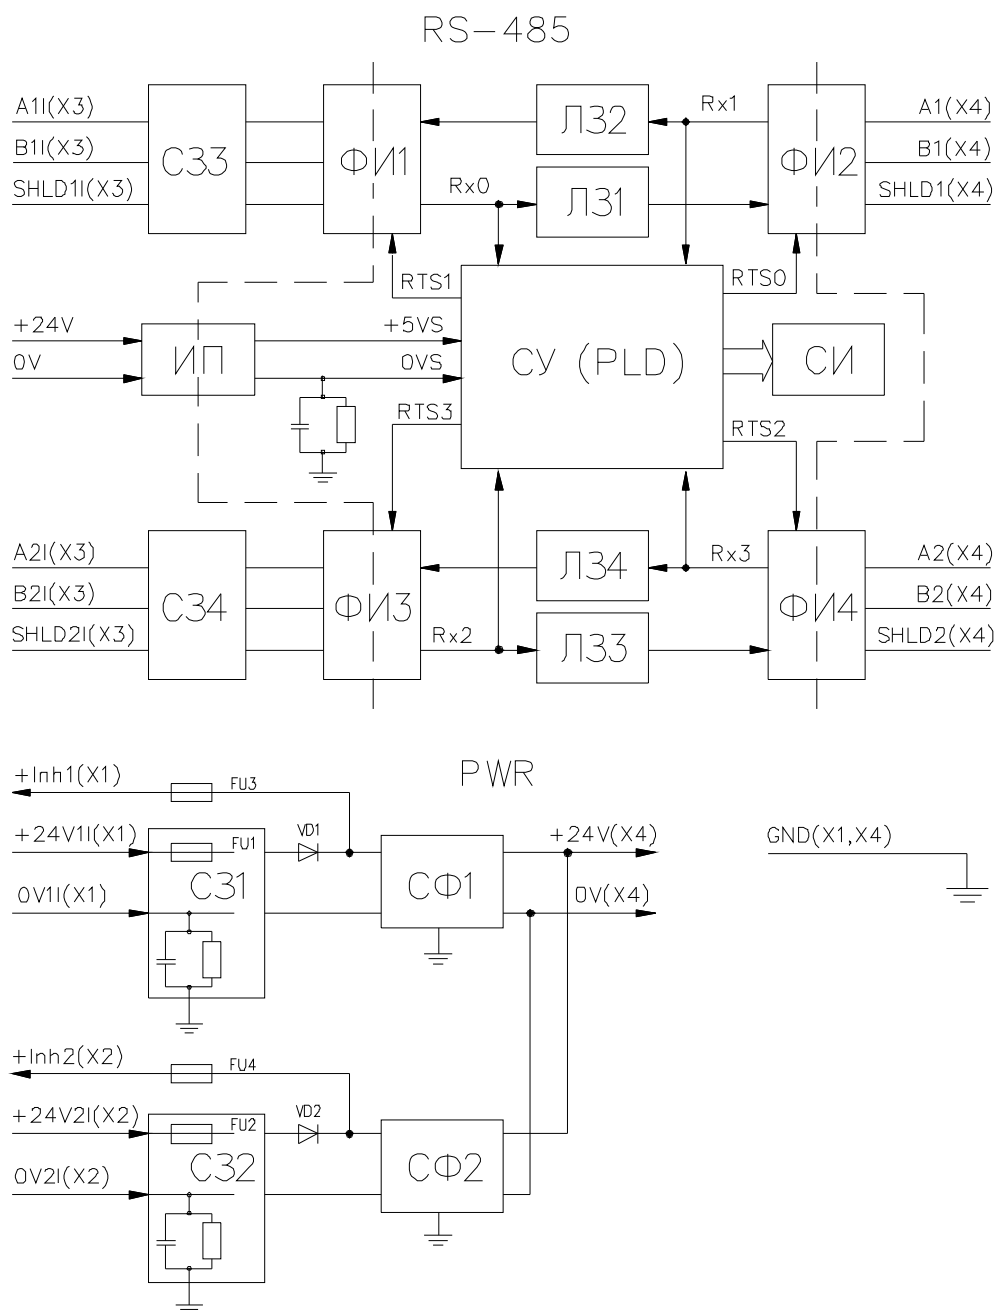 RS-485
A1I(X3)
B1I(X3)
SHLD1I(X3)
СЗ3
ФИ1
ЛЗ2
Rx1
ФИ2
A1(X4)
B1(X4)
SHLD1(X4)
Rx0
ЛЗ1
RTS1
RTS0
+24V
0V
ИП
+5VS
0VS
СУ (PLD)
СИ
RTS3
RTS2
A2I(X3)
B2I(X3)
SHLD2I(X3)
СЗ4
ФИ3
ЛЗ4
Rx3
ФИ4
A2(X4)
B2(X4)
SHLD2(X4)
Rx2
ЛЗ3
PWR
+Inh1(X1)
FU3
+24V1I(X1)
FU1
VD1
+24V(X4)
GND(X1,X4)
0V1I(X1)
СЗ1
СФ1
0V(X4)
+Inh2(X2)
FU4
+24V2I(X2)
FU2
VD2
0V2I(X2)
СЗ2
СФ2